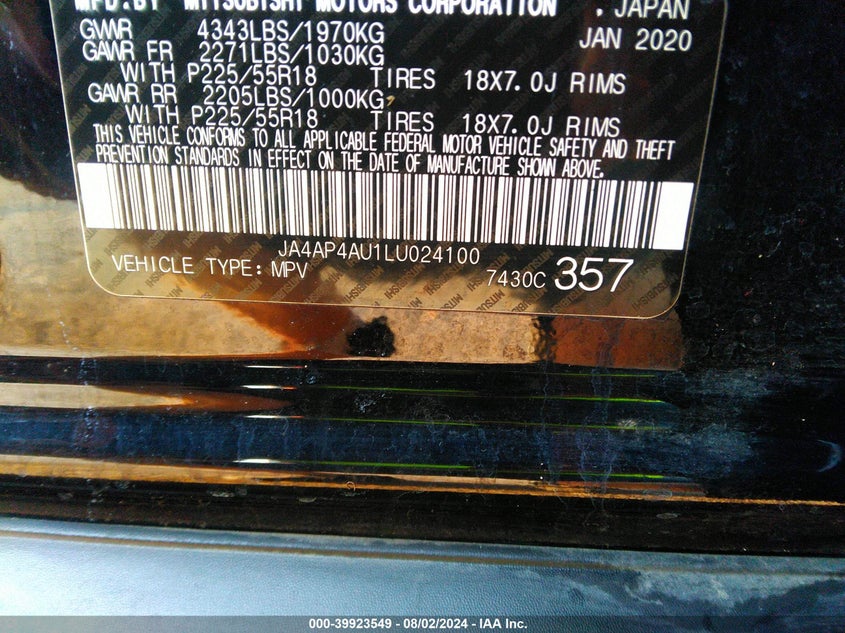 MFD.BY MITSUBISHI MOTORS CORPORATION . JAPAN
GVWR 4343LBS/1970KG JAN 2020
GAWR FR 2271LBS/1030KG
WITH P225/55R18 TIRES 18X7.0J RIMS
GAWR RR 2205LBS/1000KG
WITH P225/55R18 TIRES 18X7.0J RIMS
THIS VEHICLE CONFORMS TO ALL APPLICABLE FEDERAL MOTOR VEHICLE SAFETY AND THEFT
PREVENTION STANDARDS IN EFFECT ON THE DATE OF MANUFACTURE SHOWN ABOVE.
JA4AP4AU1LU024100
VEHICLE TYPE: MPV 7430C 357
000-39923549 - 08/02/2024 - IAA Inc.